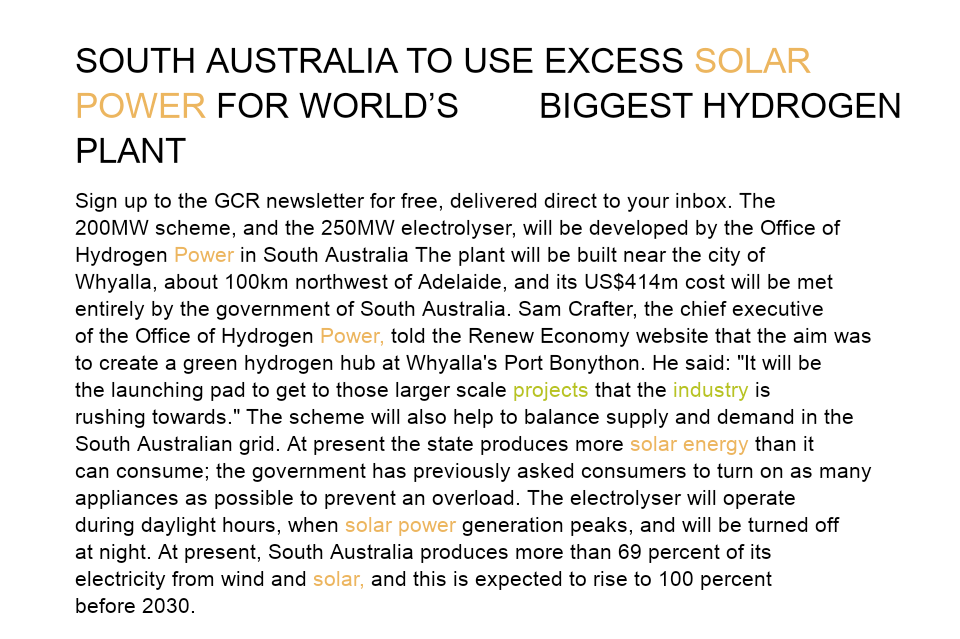 SOUTH AUSTRALIA TO USE EXCESS SOLAR
POWER FOR WORLD’S BIGGEST HYDROGEN
PLANT
Sign up to the GCR newsletter for free, delivered direct to your inbox. The
200MW scheme, and the 250MW electrolyser, will be developed by the Office of
Hydrogen Power in South Australia The plant will be built near the city of
Whyalla, about 100km northwest of Adelaide, and its US$414m cost will be met
entirely by the government of South Australia. Sam Crafter, the chief executive
of the Office of Hydrogen Power, told the Renew Economy website that the aim was
to create a green hydrogen hub at Whyalla's Port Bonython. He said: "It will be
the launching pad to get to those larger scale projects that the industry is
rushing towards." The scheme will also help to balance supply and demand in the
South Australian grid. At present the state produces more solar energy than it
can consume; the government has previously asked consumers to turn on as many
appliances as possible to prevent an overload. The electrolyser will operate
during daylight hours, when solar power generation peaks, and will be turned off
at night. At present, South Australia produces more than 69 percent of its
electricity from wind and solar, and this is expected to rise to 100 percent
before 2030.